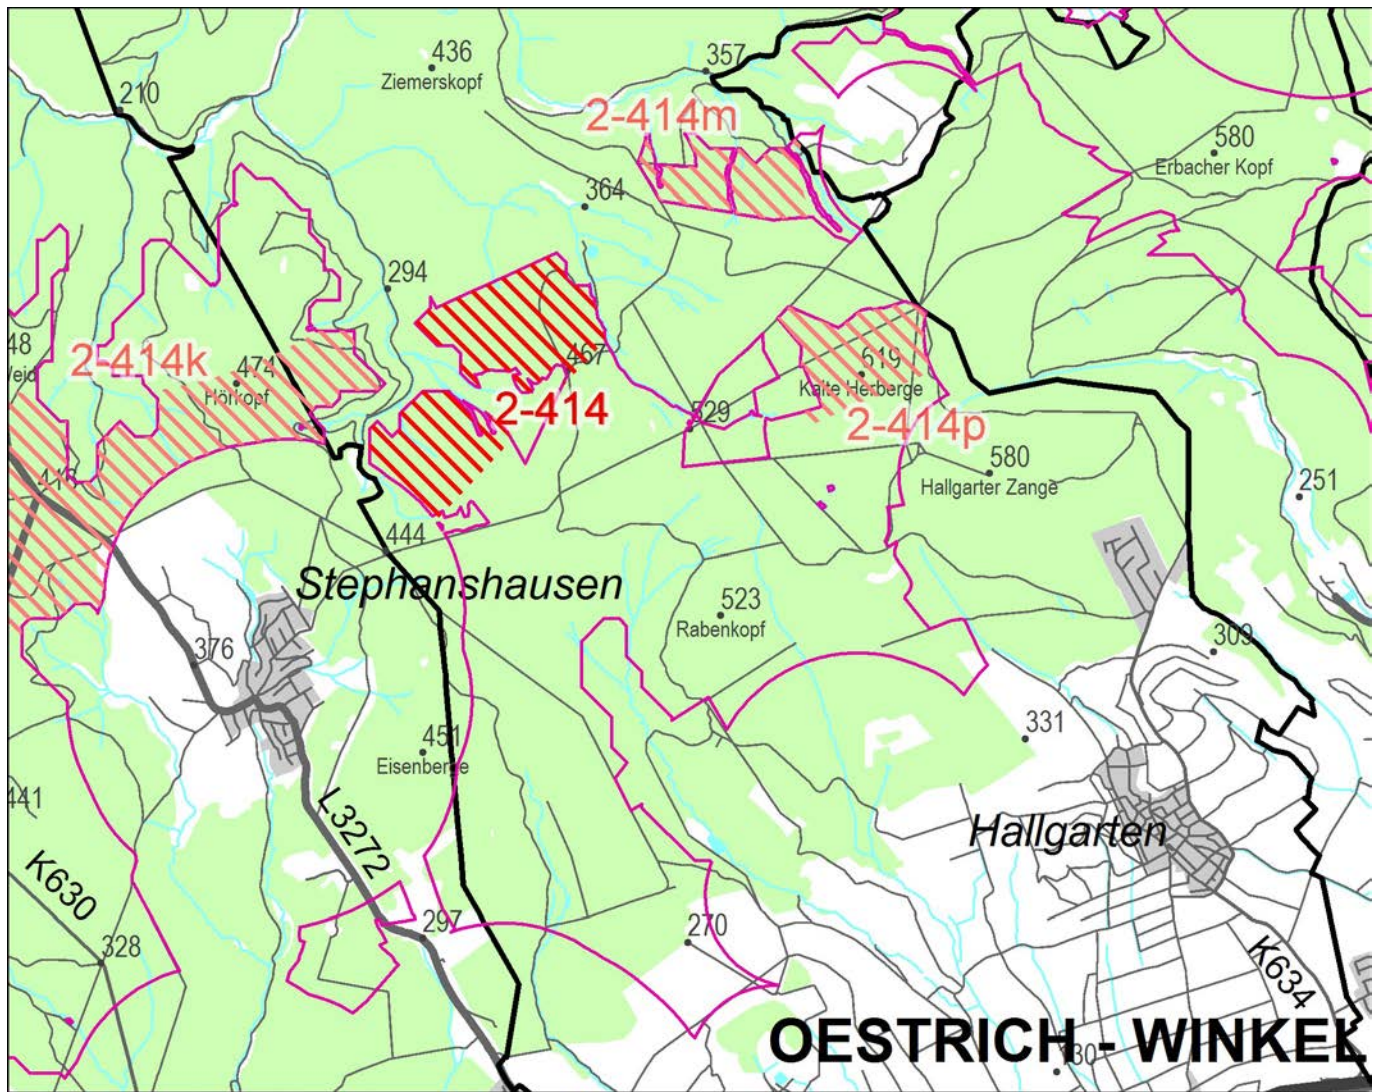 436
Ziemerskopf
357
210
2-414m
580
Erbacher Kopf
364
294
48
2-414k
474
Hörkopf
467
619
Kalte Herberge
2-414
529
2-414p
580
Hallgarter Zange
251
444
Stephanshausen
523
Rabenkopf
309
376
331
451
Eisenberge
441
L3272
Hallgarten
K630
297
270
328
K634
OESTRICH - WINKEL